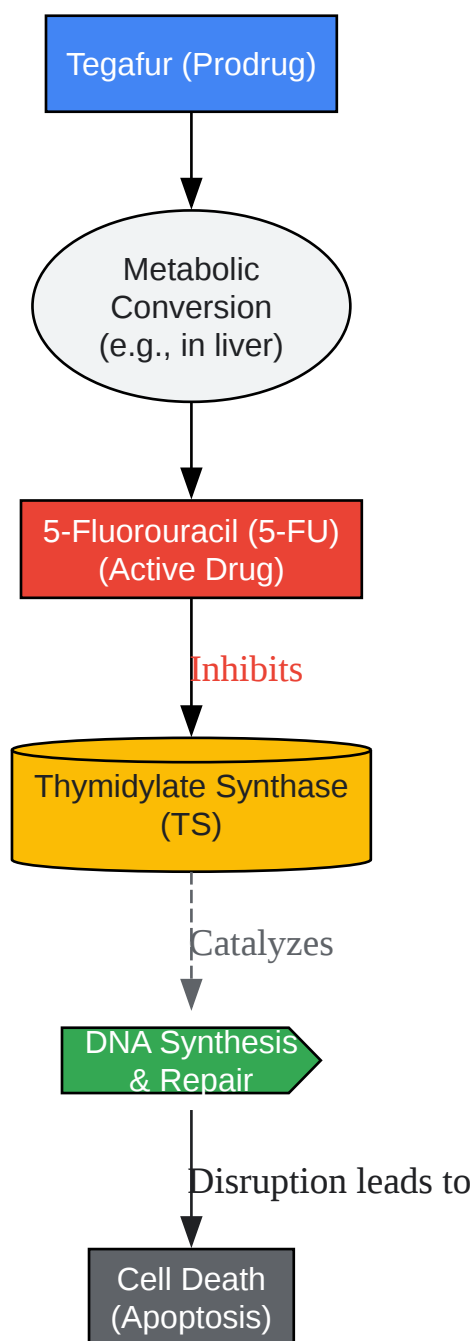 Tegafur (Prodrug)
Metabolic
Conversion
(e.g., in liver)
5-Fluorouracil (5-FU)
(Active Drug)
Inhibits
Thymidylate Synthase
(TS)
Catalyzes
DNA Synthesis
& Repair
Disruption leads to
Cell Death
(Apoptosis)